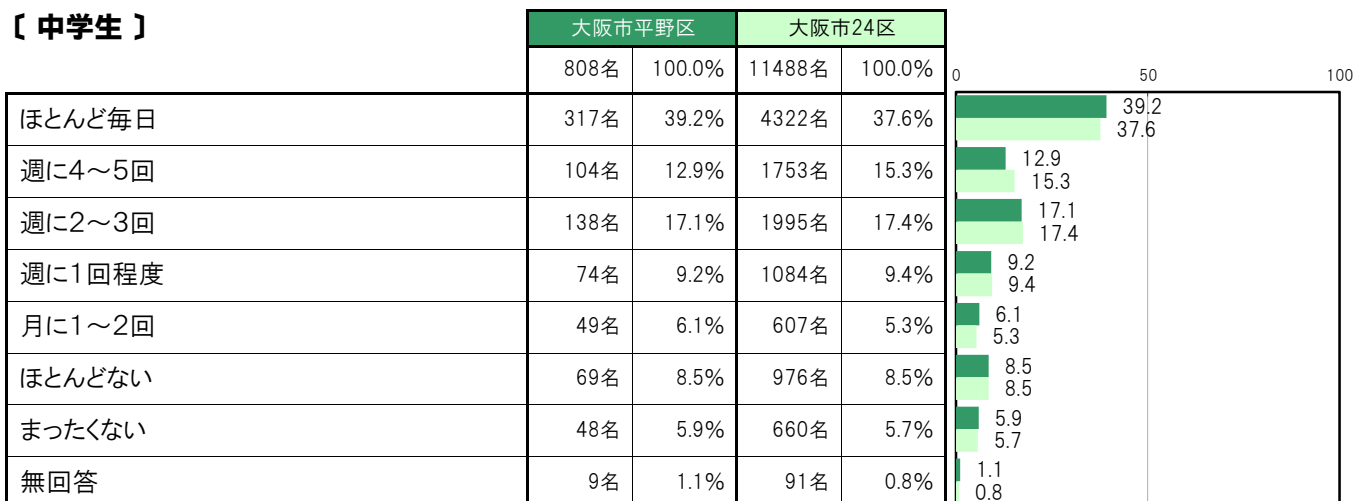 〔 中学生 〕
大阪市平野区 大阪市24区
808名 100.0% 11488名 100.0%
0 50 100
ほとんど毎日 317名 39.2% 4322名 37.6% 39.2
37.6
週に4～5回 104名 12.9% 1753名 15.3% 12.9
15.3
週に2～3回 138名 17.1% 1995名 17.4% 17.1
17.4
週に1回程度 74名 9.2% 1084名 9.4% 9.2
9.4
月に1～2回 49名 6.1% 607名 5.3% 6.1
5.3
ほとんどない 69名 8.5% 976名 8.5% 8.5
8.5
まったくない 48名 5.9% 660名 5.7% 5.9
5.7
無回答 9名 1.1% 91名 0.8% 1.1
0.8